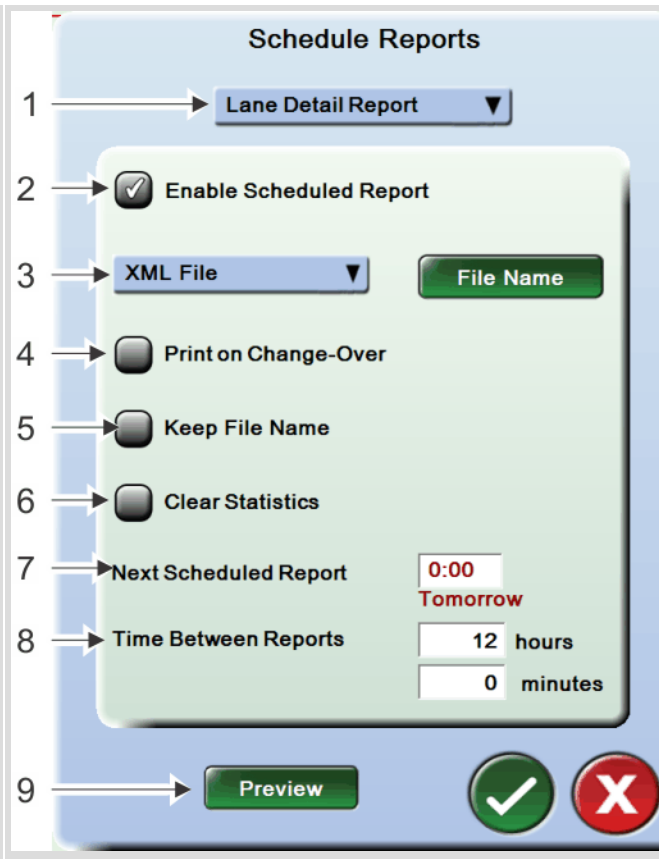 Schedule Reports
1 Lane Detail Report
2 Enable Scheduled Report
3 XML File File Name
4 Print on Change-Over
5 Keep File Name
6 Clear Statistics
7 Next Scheduled Report 0:00
Tomorrow
8 Time Between Reports 12 hours
0 minutes
9 Preview